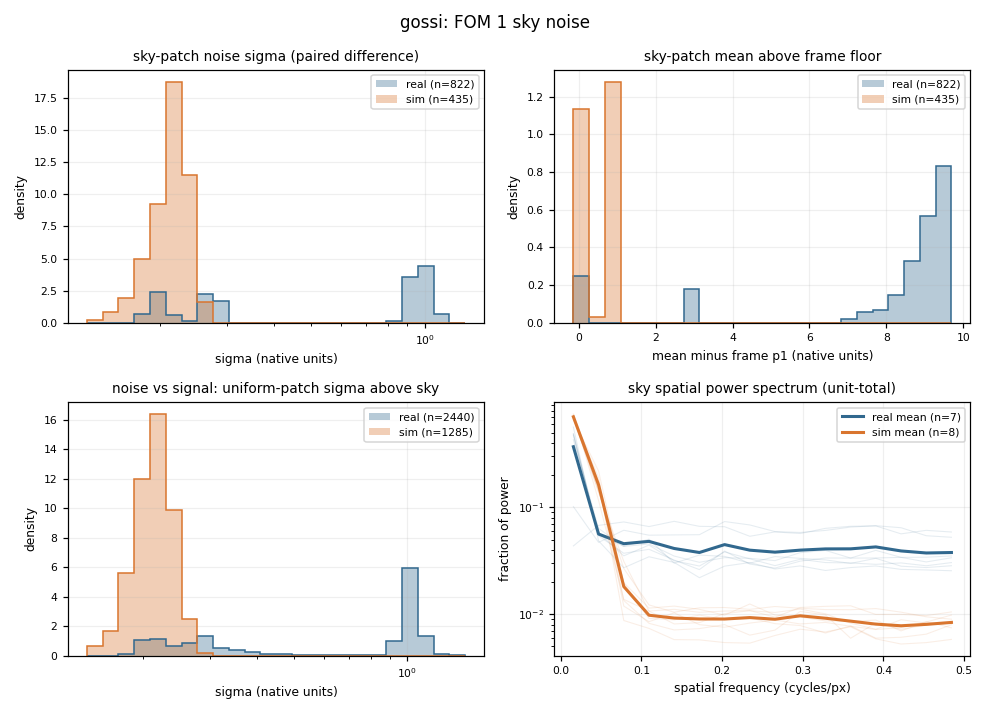 gossi: FOM 1 sky noise
sky-patch noise sigma (paired difference)
real (n=822)
sim (n=435)
density
17.5
15.0
12.5
10.0
7.5
5.0
2.5
0.0
10⁰
sigma (native units)
sky-patch mean above frame floor
real (n=822)
sim (n=435)
density
1.2
1.0
0.8
0.6
0.4
0.2
0.0
0 2 4 6 8 10
mean minus frame p1 (native units)
noise vs signal: uniform-patch sigma above sky
real (n=2440)
sim (n=1285)
density
16
14
12
10
8
6
4
2
0
10⁰
sigma (native units)
sky spatial power spectrum (unit-total)
real mean (n=7)
sim mean (n=8)
fraction of power
10⁻¹
10⁻²
0.0 0.1 0.2 0.3 0.4 0.5
spatial frequency (cycles/px)